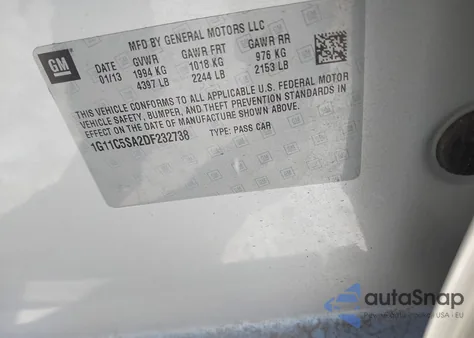 GM
MFD BY GENERAL MOTORS LLC
DATE GVWR GAWR FRT GAWR RR
01/13 1994 KG 1018 KG 976 KG
4397 LB 2244 LB 2153 LB
THIS VEHICLE CONFORMS TO ALL APPLICABLE U.S. FEDERAL MOTOR
VEHICLE SAFETY, BUMPER, AND THEFT PREVENTION STANDARDS IN
EFFECT ON THE DATE OF MANUFACTURE SHOWN ABOVE.
1G11C5SA2DF232738 TYPE: PASS CAR
autoSnap